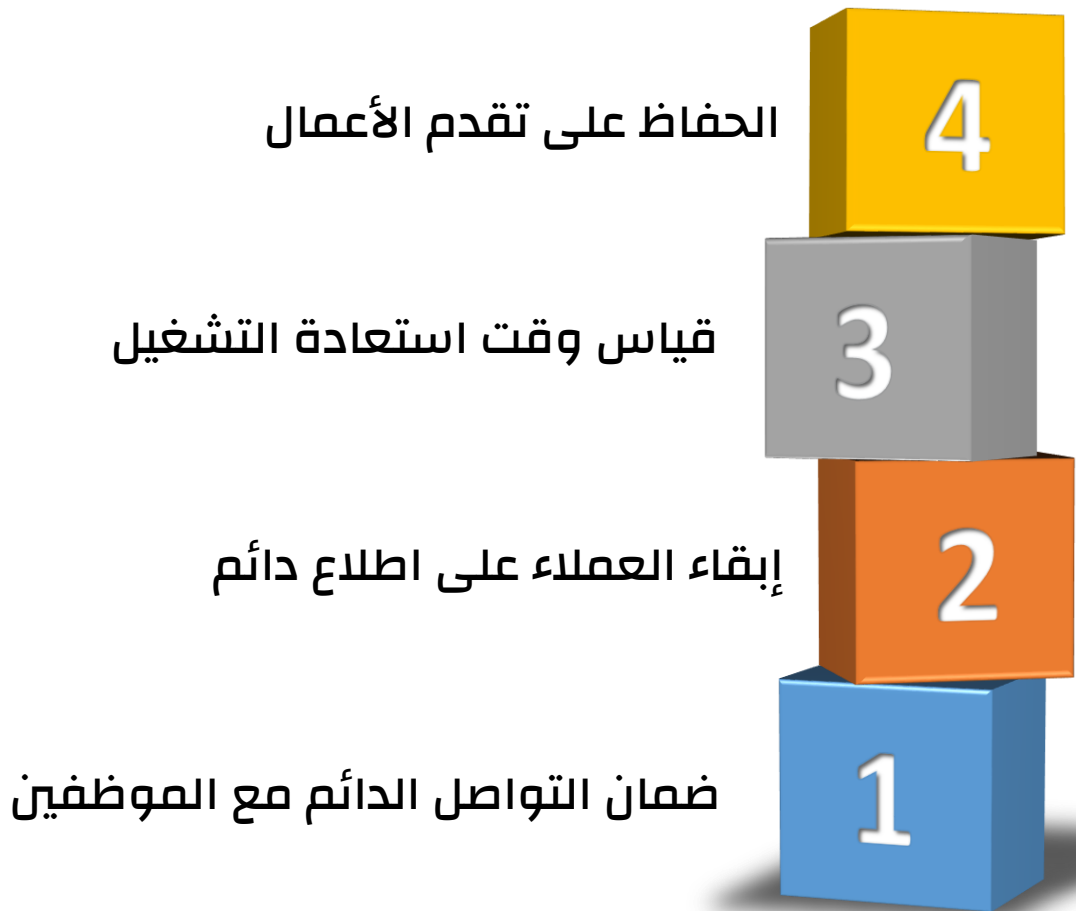 4
الحفاظ على تقدم الأعمال
3
قياس وقت استعادة التشغيل
2
إبقاء العملاء على اطلاع دائم
1
ضمان التواصل الدائم مع الموظفين